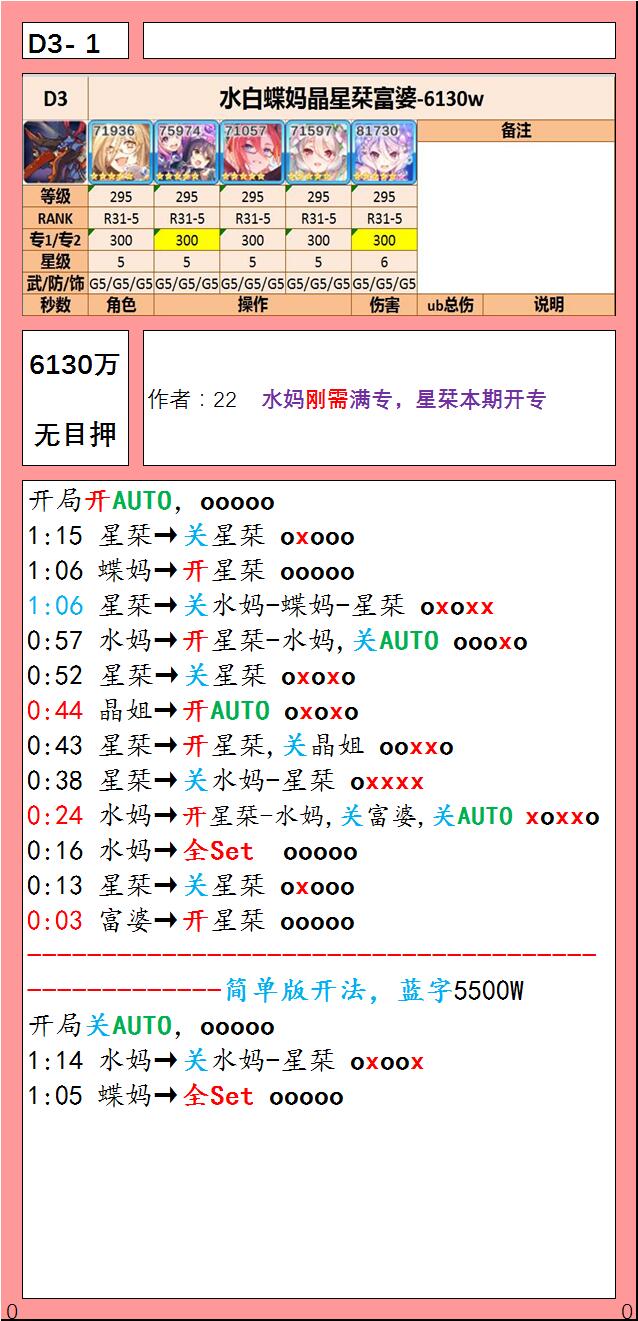 D3- 1
D3 水白蝶妈晶星栞富婆-6130w
71936 75974 71057 71597 81730 备注
等级 295 295 295 295 295
RANK R31-5 R31-5 R31-5 R31-5 R31-5
专1/专2 300 300 300 300 300
星级 5 5 5 5 6
武/防/饰 G5/G5/G5 G5/G5/G5 G5/G5/G5 G5/G5/G5 G5/G5/G5
秒数 角色 操作 伤害 ub总伤 说明
6130万
无目押
作者：22 水妈刚需满专，星栞本期开专
开局开AUTO，ooooo
1:15 星栞→关星栞 oxooo
1:06 蝶妈→开星栞 ooooo
1:06 星栞→关水妈-蝶妈-星栞 oxoxx
0:57 水妈→开星栞-水妈,关AUTO oooxo
0:52 星栞→关星栞 oxoxo
0:44 晶姐→开AUTO oxoxo
0:43 星栞→开星栞,关晶姐 ooxxo
0:38 星栞→关水妈-星栞 oxxxx
0:24 水妈→开星栞-水妈,关富婆,关AUTO xoxxo
0:16 水妈→全Set ooooo
0:13 星栞→关星栞 oxooo
0:03 富婆→开星栞 ooooo
--------------------------------------
-------------简单版开法，蓝字5500W
开局关AUTO，ooooo
1:14 水妈→关水妈-星栞 oxoox
1:05 蝶妈→全Set ooooo
0 0